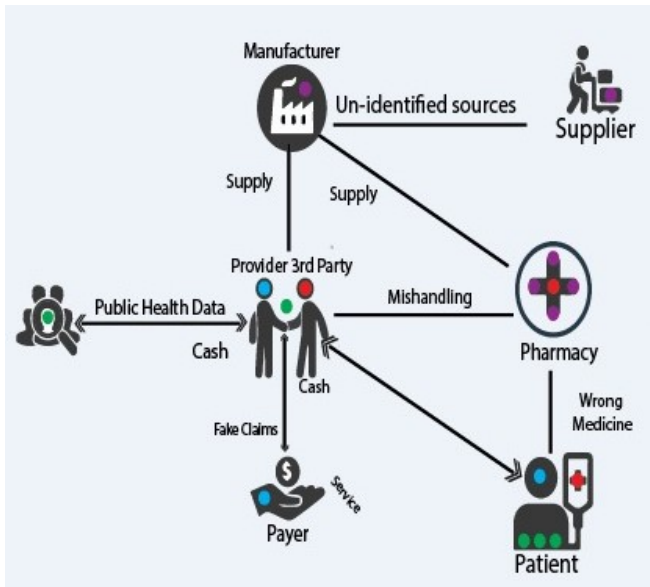 Manufacturer
Un-identified sources
Supplier
Supply
Supply
Provider 3rd Party
Public Health Data
Mishandling
Cash
Pharmacy
Cash
Wrong
Medicine
Fake Claims
$
Service
Payer
Patient